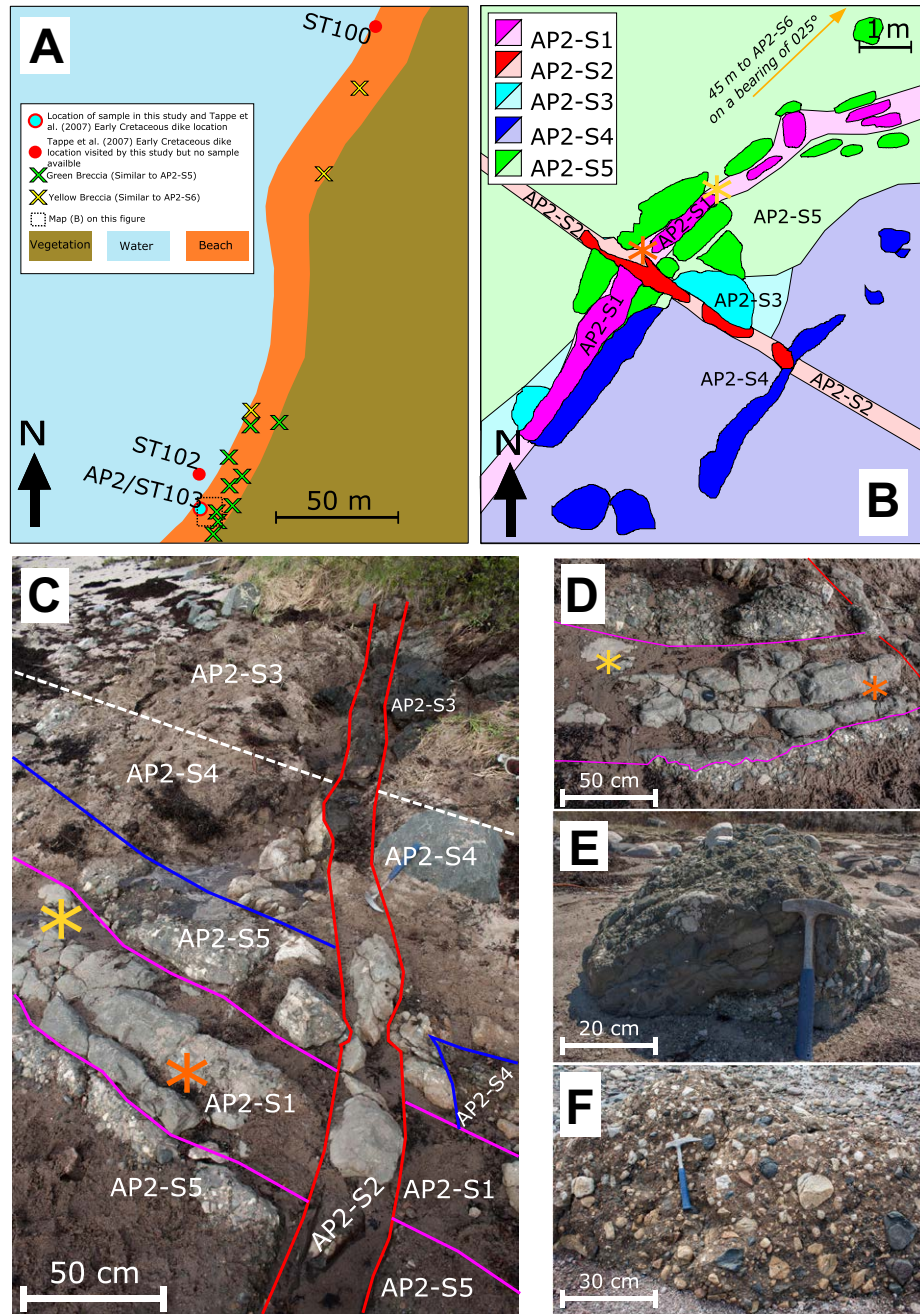 A
ST100
Location of sample in this study and Tappe et
al. (2007) Early Cretaceous dike location
Tappe et al. (2007) Early Cretaceous dike
location visited by this study but no sample
availble
Green Breccia (Similar to AP2-S5)
Yellow Breccia (Similar to AP2-S6)
Map (B) on this figure
Vegetation
Water
Beach
N
ST102
AP2/ST103
50 m
AP2-S1
AP2-S2
AP2-S3
AP2-S4
AP2-S5
45 m to AP2-S6
on a bearing of 025º
1 m
AP2-S2
AP2-S1
AP2-S5
AP2-S3
AP2-S1
AP2-S4
AP2-S2
N
B
C
AP2-S3
AP2-S3
AP2-S4
AP2-S4
AP2-S5
AP2-S4
AP2-S1
AP2-S5
AP2-S2
AP2-S1
AP2-S5
50 cm
D
50 cm
E
20 cm
F
30 cm